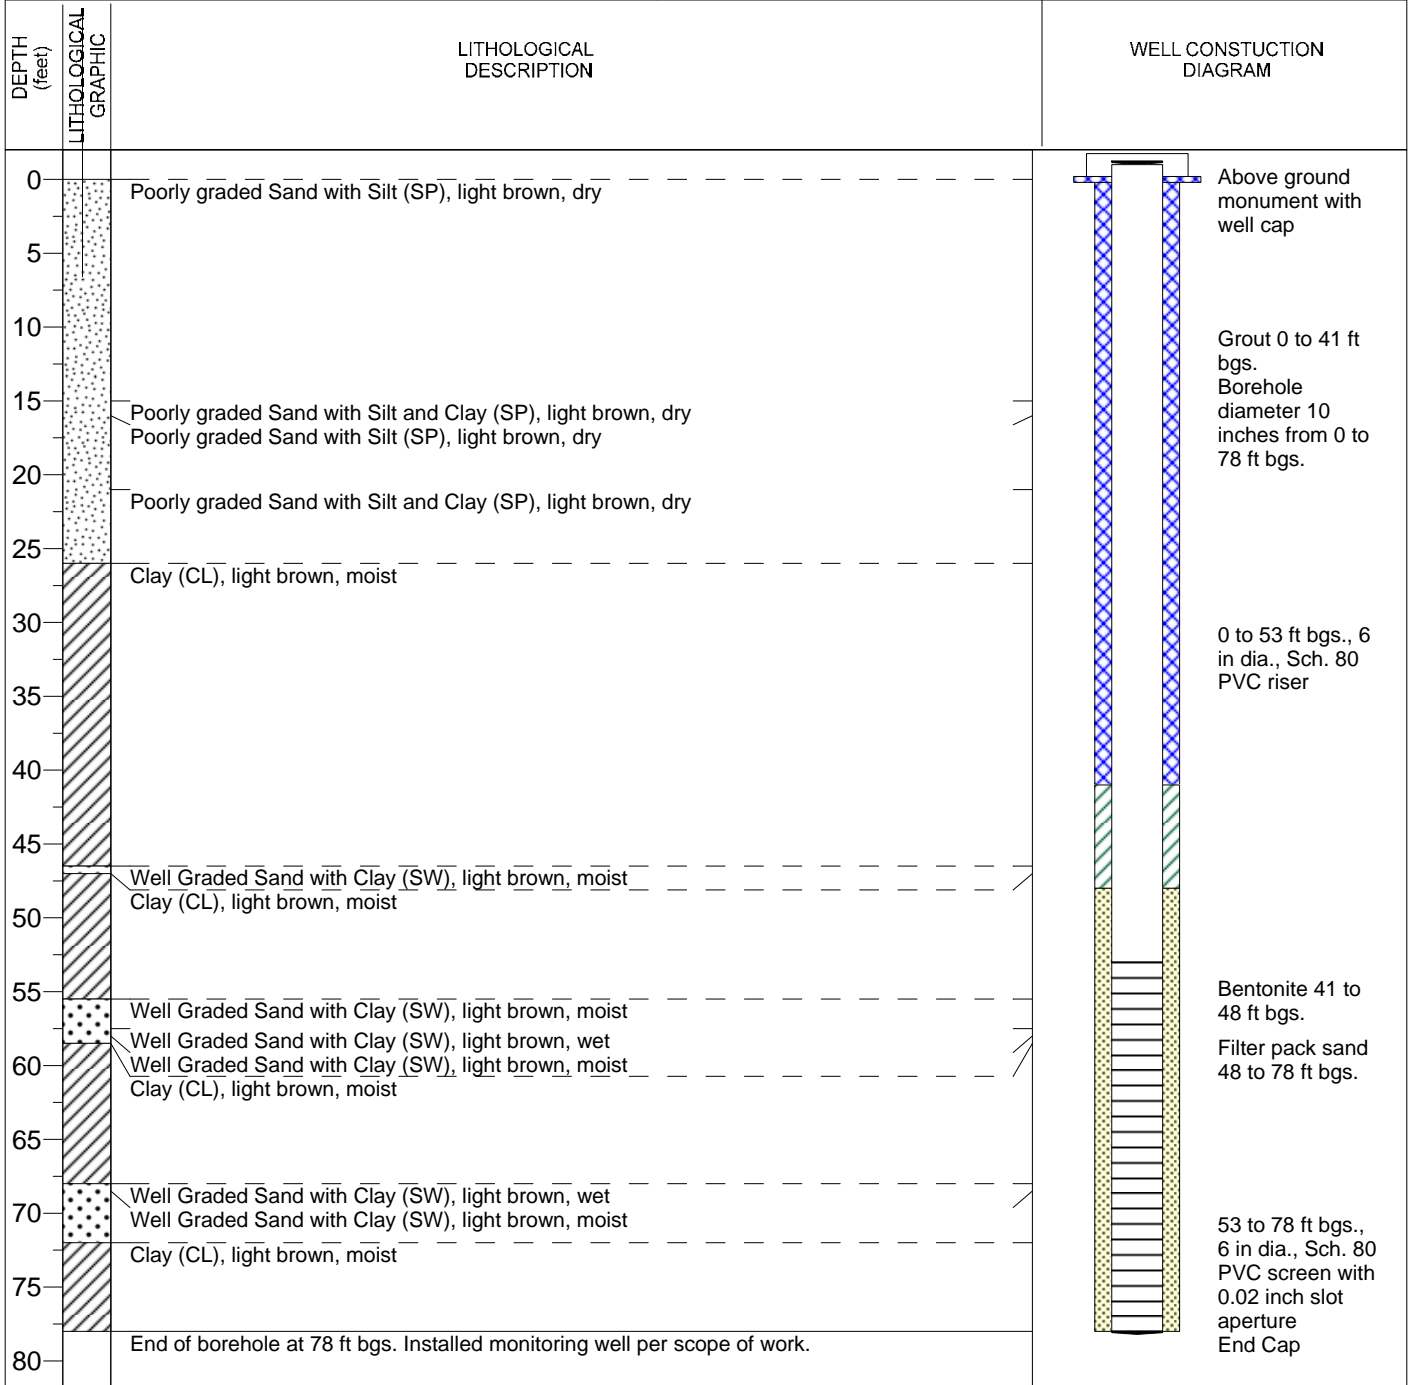 DEPTH
(feet)
LITHOLOGICAL
GRAPHIC
LITHOLOGICAL
DESCRIPTION
WELL CONSTUCTION
DIAGRAM
0
5
10
15
20
25
30
35
40
45
50
55
60
65
70
75
80
Poorly graded Sand with Silt (SP), light brown, dry
Poorly graded Sand with Silt and Clay (SP), light brown, dry
Poorly graded Sand with Silt (SP), light brown, dry
Poorly graded Sand with Silt and Clay (SP), light brown, dry
Clay (CL), light brown, moist
Well Graded Sand with Clay (SW), light brown, moist
Clay (CL), light brown, moist
Well Graded Sand with Clay (SW), light brown, moist
Well Graded Sand with Clay (SW), light brown, wet
Well Graded Sand with Clay (SW), light brown, moist
Clay (CL), light brown, moist
Well Graded Sand with Clay (SW), light brown, wet
Well Graded Sand with Clay (SW), light brown, moist
Clay (CL), light brown, moist
End of borehole at 78 ft bgs. Installed monitoring well per scope of work.
Above ground
monument with
well cap
Grout 0 to 41 ft
bgs.
Borehole
diameter 10
inches from 0 to
78 ft bgs.
0 to 53 ft bgs., 6
in dia., Sch. 80
PVC riser
Bentonite 41 to
48 ft bgs.
Filter pack sand
48 to 78 ft bgs.
53 to 78 ft bgs.,
6 in dia., Sch. 80
PVC screen with
0.02 inch slot
aperture
End Cap